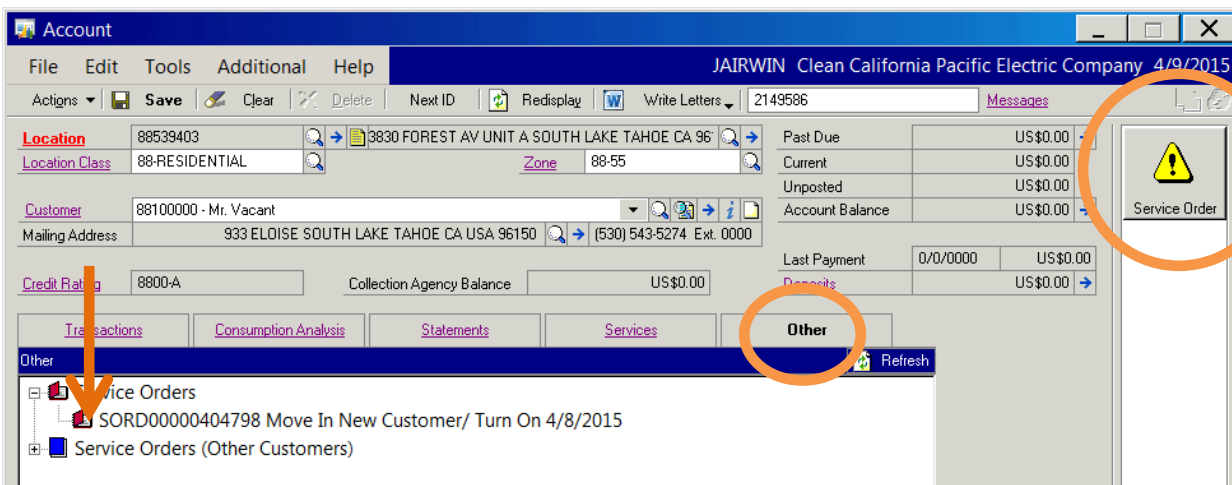 Account
File Edit Tools Additional Help JAIRWIN Clean California Pacific Electric Company 4/9/2015
Actions Save Clear Delete Next ID Redisplay Write Letters 2149586 Messages
Location 88539403 3830 FOREST AV UNIT A SOUTH LAKE TAHOE CA 96 Past Due US$0.00
Location Class 88-RESIDENTIAL Zone 88-55 Current US$0.00
Unposted US$0.00
Customer 88100000 - Mr. Vacant Account Balance US$0.00 Service Order
Mailing Address 933 ELOISE SOUTH LAKE TAHOE CA USA 96150 (530) 543-5274 Ext. 0000
Last Payment 0/0/0000 US$0.00
Credit Rating 8800-A Collection Agency Balance US$0.00 Deposits US$0.00
Transactions Consumption Analysis Statements Services Other
Other Refresh
Service Orders
SORD00000404798 Move In New Customer/ Turn On 4/8/2015
Service Orders (Other Customers)